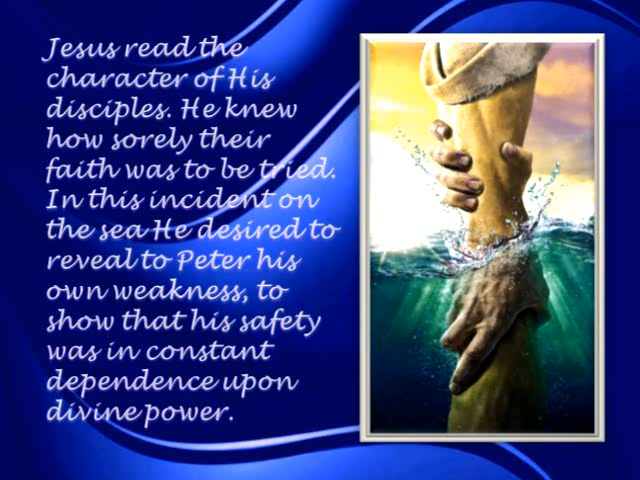 Jesus read the
character of His
disciples. He knew
how sorely their
faith was to be tried.
In this incident on
the sea He desired to
reveal to Peter his
own weakness, to
show that his safety
was in constant
dependence upon
divine power.